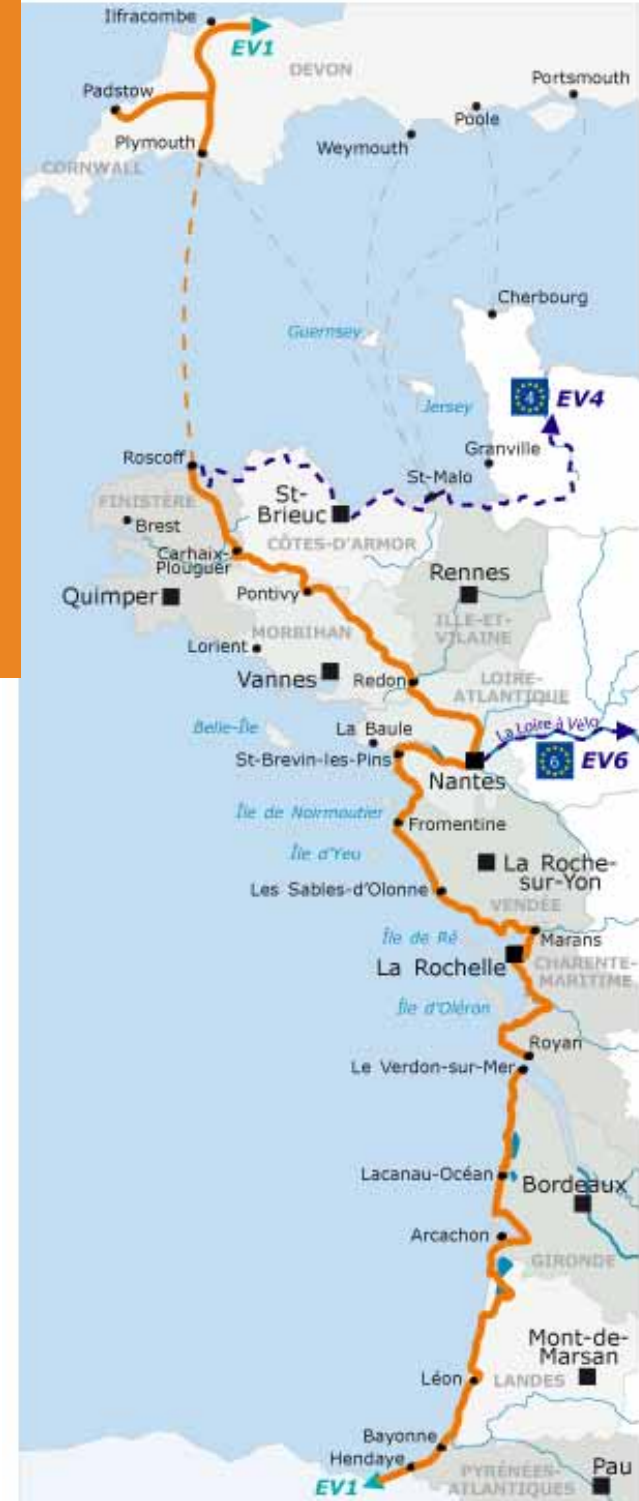 Ilfracombe
EV1
DEVON
Portsmouth
Padstow
Poole
Plymouth
Weymouth
CORNWALL
Cherbourg
Guernsey
Jersey
4 EV4
Granville
Roscoff
St-Malo
FINISTÈRE
St-
Brieuc
Brest
CÔTES-D'ARMOR
Carhaix-
Plouguer
Rennes
Quimper
Pontivy
ILLE-ET-
VILAINE
MORBIHAN
Lorient
Vannes
Redon
LOIRE-
ATLANTIQUE
Belle-Île
La Baule
La Loire à Vélo
St-Brevin-les-Pins
6 EV6
Nantes
Île de Noirmoutier
Fromentine
Île d'Yeu
La Roche-
sur-Yon
Les Sables-d'Olonne
VENDÉE
Île de Ré
Marans
La Rochelle
CHARENTE-
MARITIME
Île d'Oléron
Royan
Le Verdon-sur-Mer
Lacanau-Océan
Bordeaux
Arcachon
GIRONDE
Mont-de-
Marsan
Léon
LANDES
Bayonne
Hendaye
EV1
PYRÉNÉES-
ATLANTIQUES
Pau